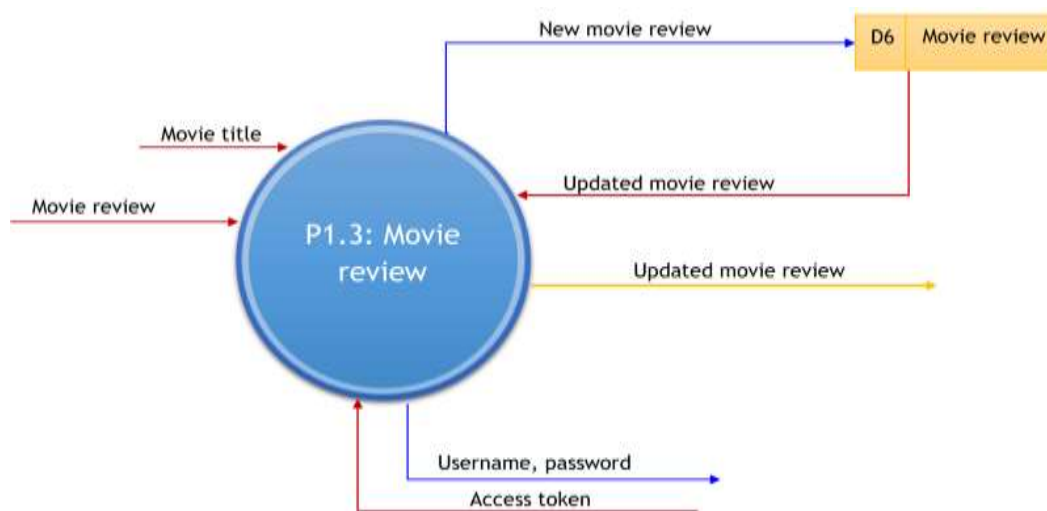 New movie review
D6 Movie review
Movie title
Updated movie review
Movie review
P1.3: Movie
review
Updated movie review
Username, password
Access token